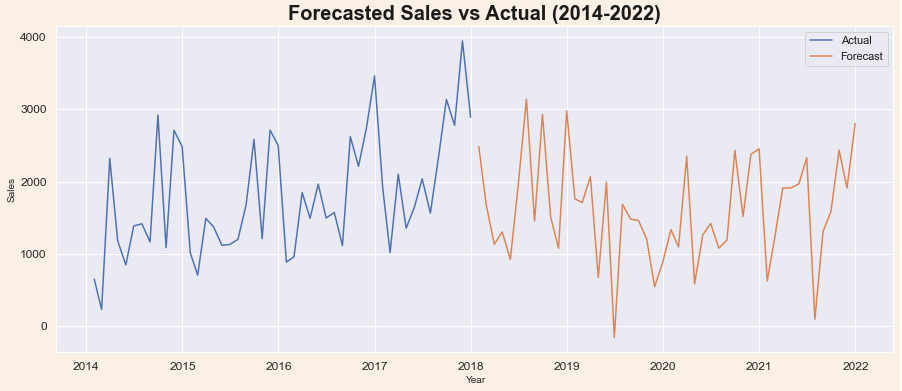 Forecasted Sales vs Actual (2014-2022)
Actual
Forecast
4000
3000
2000
1000
0
Sales
2014 2015 2016 2017 2018 2019 2020 2021 2022
Year